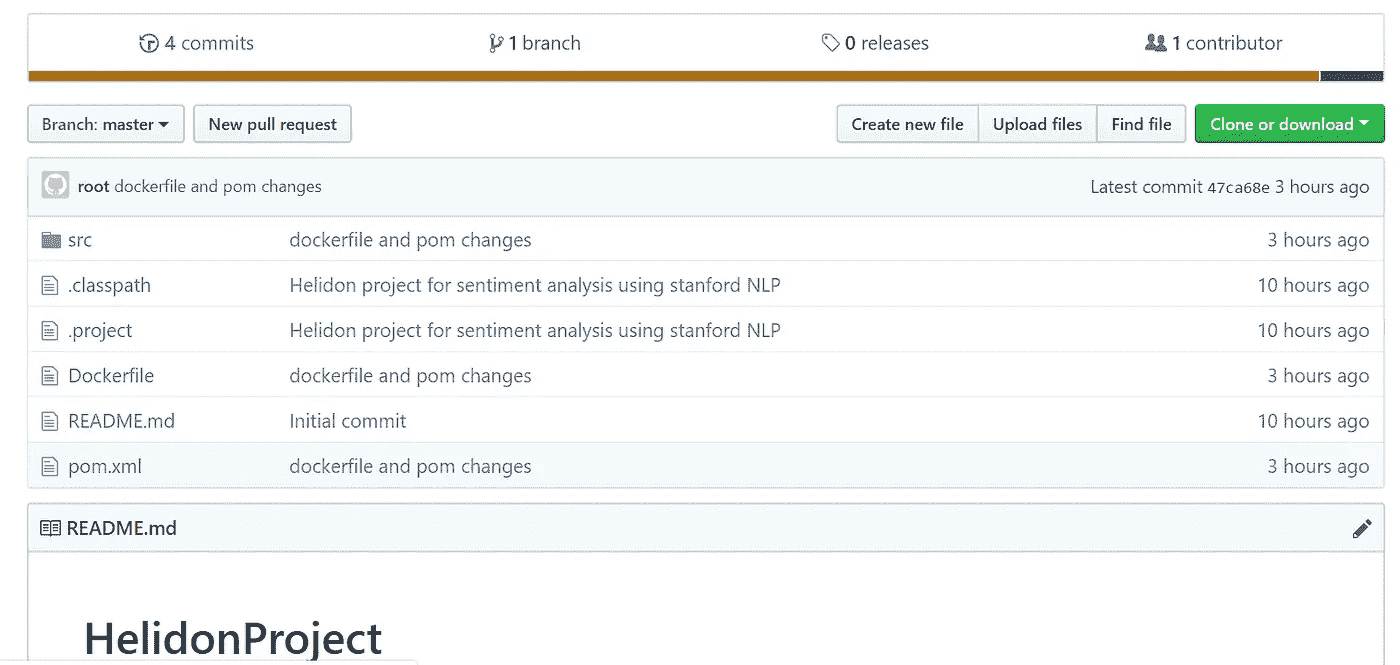 4 commits 1 branch 0 releases 1 contributor
Branch: master New pull request Create new file Upload files Find file Clone or download
root dockerfile and pom changes Latest commit 47ca68e 3 hours ago
src dockerfile and pom changes 3 hours ago
.classpath Helidon project for sentiment analysis using stanford NLP 10 hours ago
.project Helidon project for sentiment analysis using stanford NLP 10 hours ago
Dockerfile dockerfile and pom changes 3 hours ago
README.md Initial commit 10 hours ago
pom.xml dockerfile and pom changes 3 hours ago
README.md
HelidonProject